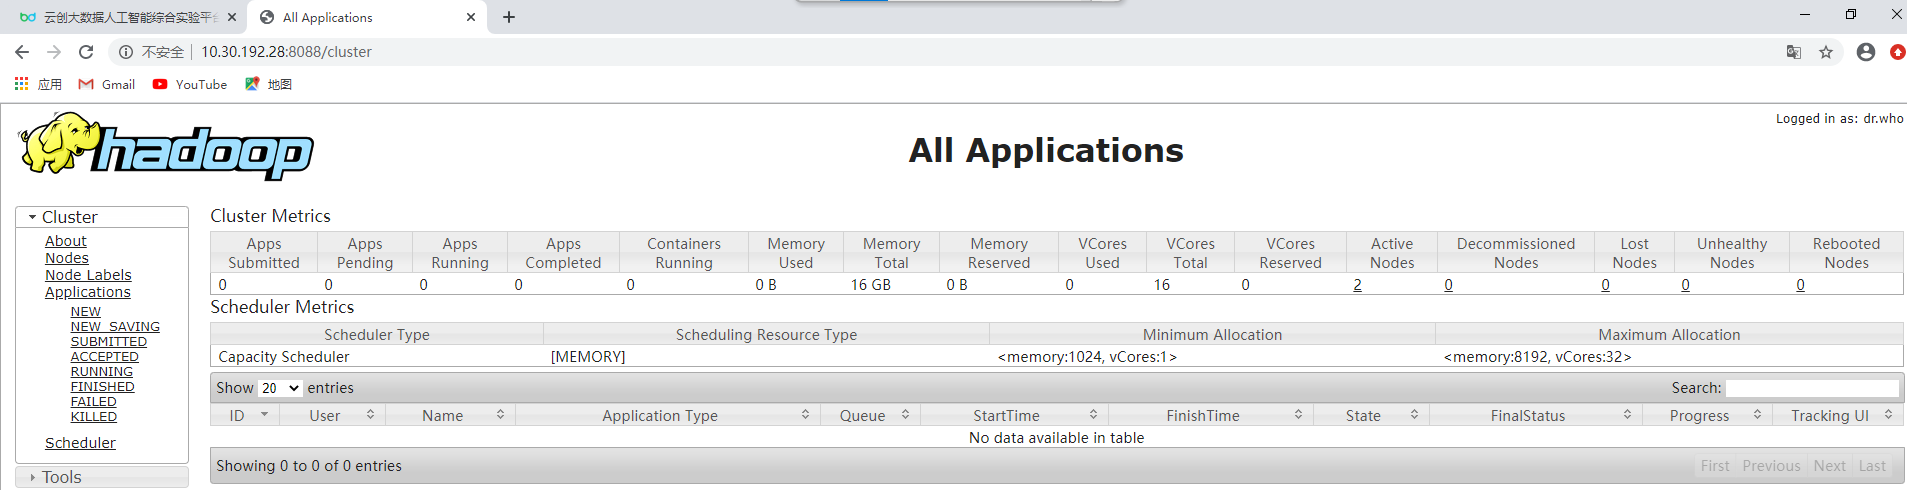 云创大数据人工智能综合实验平台
All Applications
不安全 10.30.192.28:8088/cluster
应用 Gmail YouTube 地图
hadoop
All Applications
Logged in as: dr.who
Cluster
About
Nodes
Node Labels
Applications
NEW
NEW_SAVING
SUBMITTED
ACCEPTED
RUNNING
FINISHED
FAILED
KILLED
Scheduler
Tools
Cluster Metrics
Apps Submitted Apps Pending Apps Running Apps Completed Containers Running Memory Used Memory Total Memory Reserved VCores Used VCores Total VCores Reserved Active Nodes Decommissioned Nodes Lost Nodes Unhealthy Nodes Rebooted Nodes
0 0 0 0 0 0 B 16 GB 0 B 0 16 0 2 0 0 0 0
Scheduler Metrics
Scheduler Type Scheduling Resource Type Minimum Allocation Maximum Allocation
Capacity Scheduler [MEMORY] <memory:1024, vCores:1> <memory:8192, vCores:32>
Show 20 entries Search:
ID User Name Application Type Queue StartTime FinishTime State FinalStatus Progress Tracking UI
No data available in table
Showing 0 to 0 of 0 entries First Previous Next Last